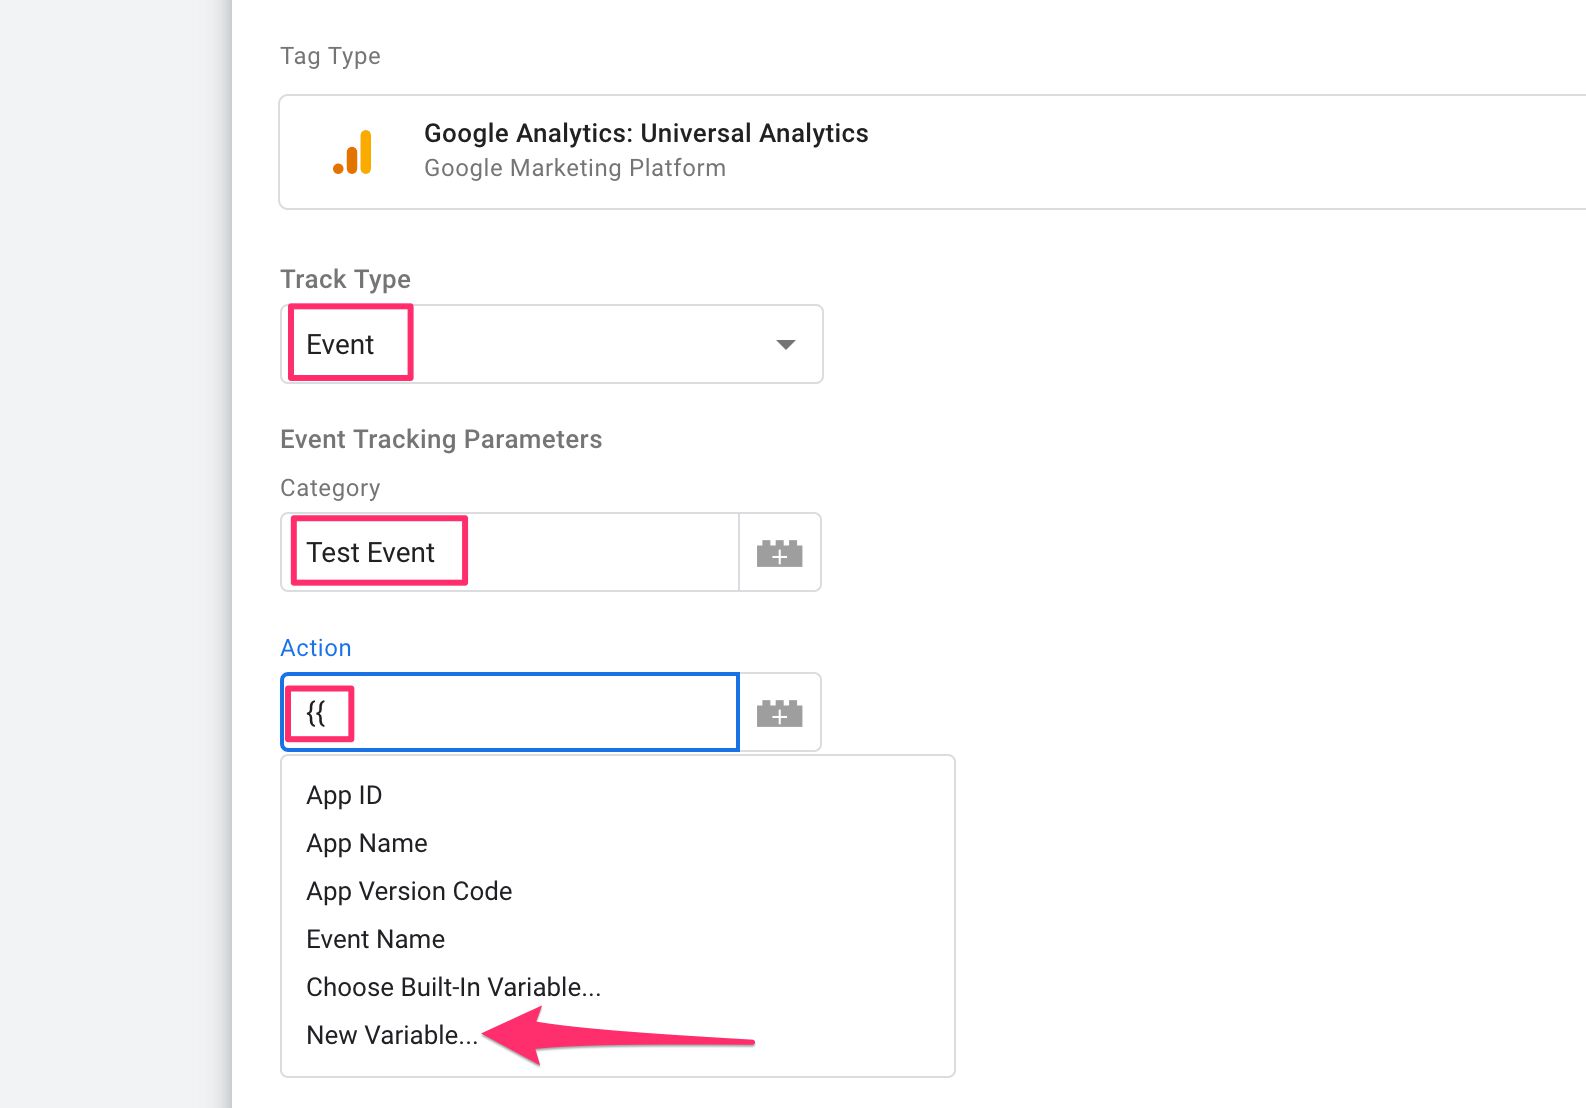 Tag Type
Google Analytics: Universal Analytics
Google Marketing Platform
Track Type
Event
Event Tracking Parameters
Category
Test Event
Action
{{
App ID
App Name
App Version Code
Event Name
Choose Built-In Variable...
New Variable...